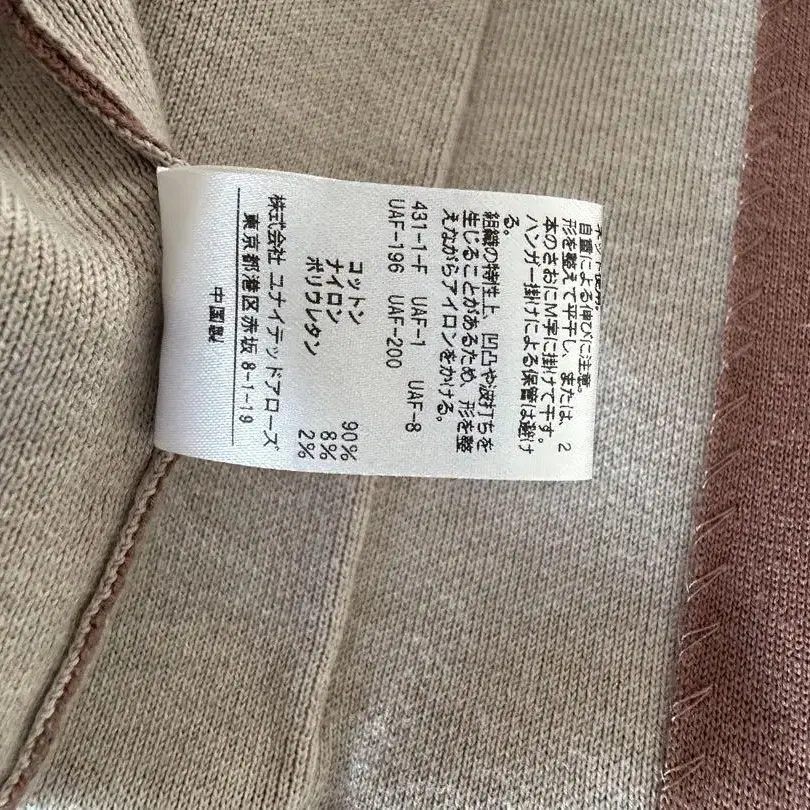 ネット使用。
自重による伸びに注意。
形を整えて平干し、または、2
本のさおにM字に掛けて干す。
ハンガー掛けによる保管は避け
る。
組織の特性上、凹凸や波打ちを
生じることがあるため、形を整
えながらアイロンをかける。
431-1-F UAF-1 UAF-8
UAF-196 UAF-200
コットン 90%
ナイロン 8%
ポリウレタン 2%
株式会社 ユナイテッドアローズ
東京都港区赤坂 8-1-19
中国製